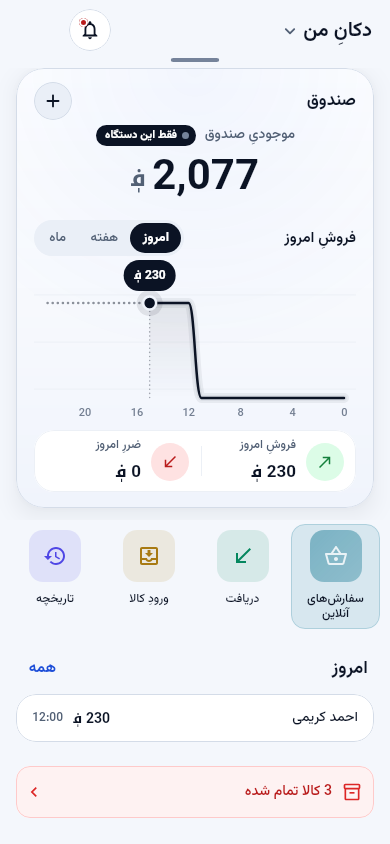 دکانِ من
صندوق
موجودیِ صندوق
فقط این دستگاه
2,077 ؋
فروشِ امروز
امروز
هفته
ماه
230 ؋
0
4
8
12
16
20
فروشِ امروز
230 ؋
ضررِ امروز
0 ؋
سفارش‌های آنلاین
دریافت
ورودِ کالا
تاریخچه
امروز
همه
احمد کریمی
230 ؋
12:00
3 کالا تمام شده